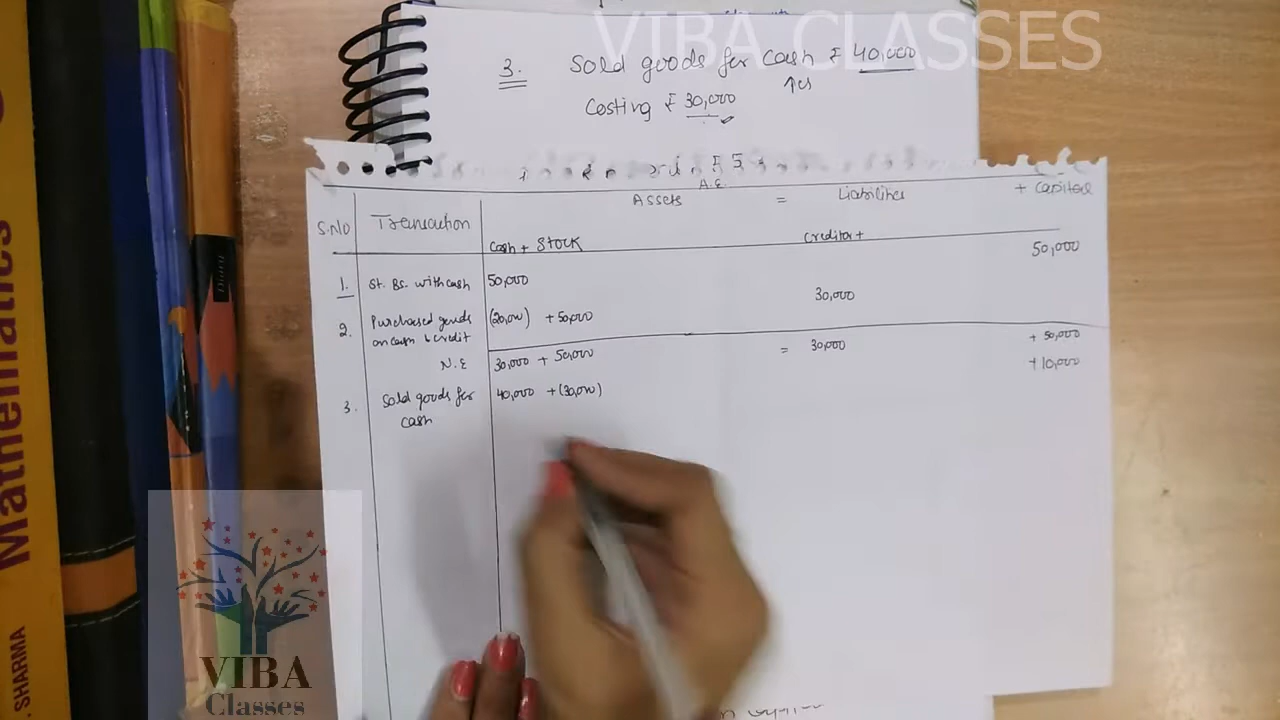 VIBA CLASSES
3. Sold goods for cash ₹ 40,000
Costing ₹ 30,000
A.E.
Assets = Liabilities + Capital
S.No Transaction
Cash + Stock Creditor +
1. St. Bs. with cash 50,000 50,000
2. Purchased goods (20,000) + 50,000 30,000
on cash & credit
N.E 30,000 + 50,000 = 30,000 + 50,000
3. Sold goods for 40,000 + (30,000) + 10,000
cash
Mathematics
SHARMA
VIBA
Classes